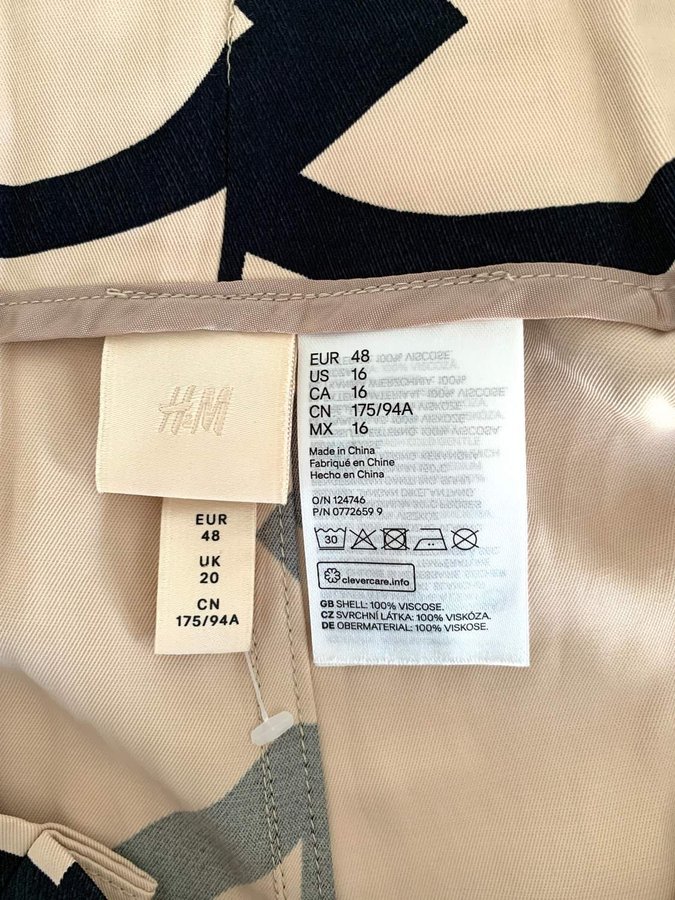 H&M
EUR
48
UK
20
CN
175/94A
EUR 48
US 16
CA 16
CN 175/94A
MX 16
Made in China
Fabriqué en Chine
Hecho en China
O/N 124746
P/N 0772659 9
30
clevercare.info
GB SHELL: 100% VISCOSE.
CZ SVRCHNÍ LÁTKA: 100% VISKÓZA.
DE OBERMATERIAL: 100% VISKOSE.